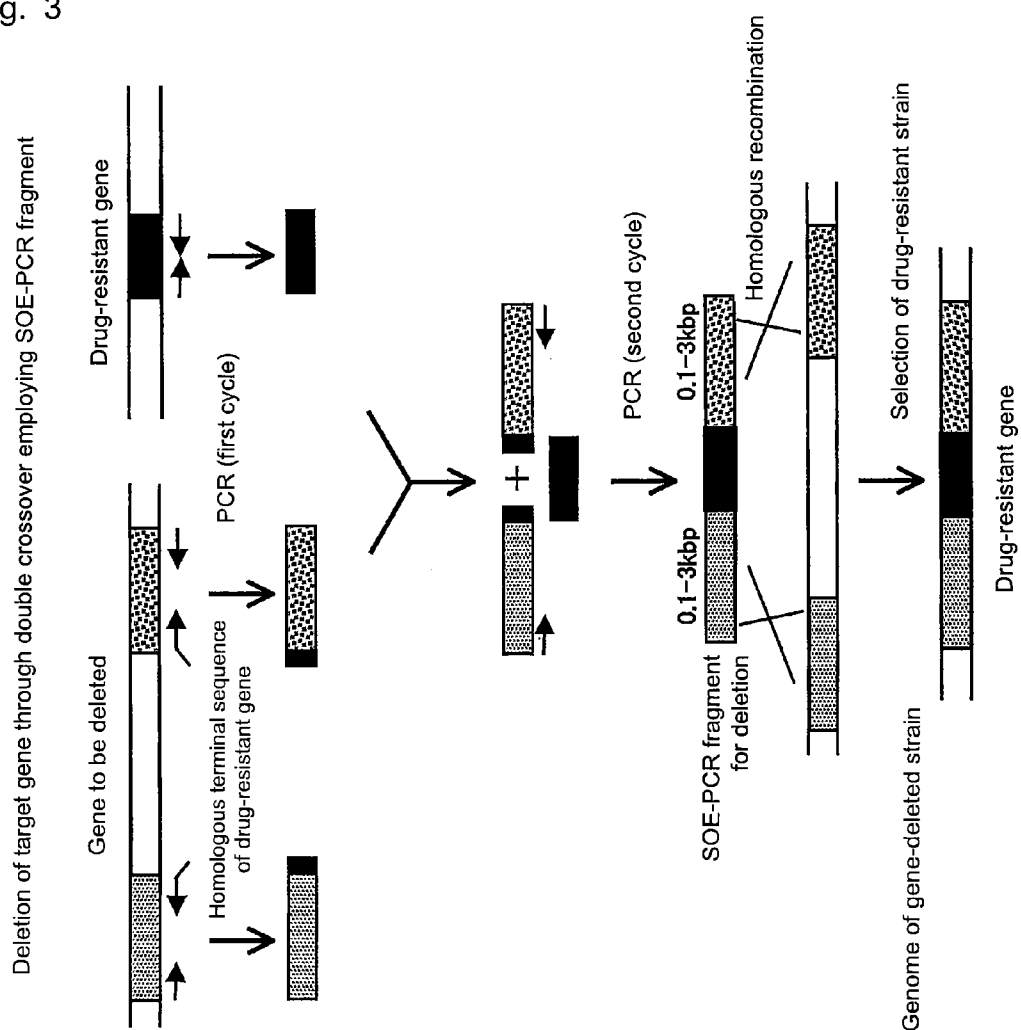 g. 3
Deletion of target gene through double crossover employing SOE-PCR fragment
Gene to be deleted
Drug-resistant gene
PCR (first cycle)
Homologous terminal sequence
of drug-resistant gene
+
PCR (second cycle)
0.1–3kbp
0.1–3kbp
SOE-PCR fragment
for deletion
Homologous recombination
Selection of drug-resistant strain
Genome of gene-deleted strain
Drug-resistant gene